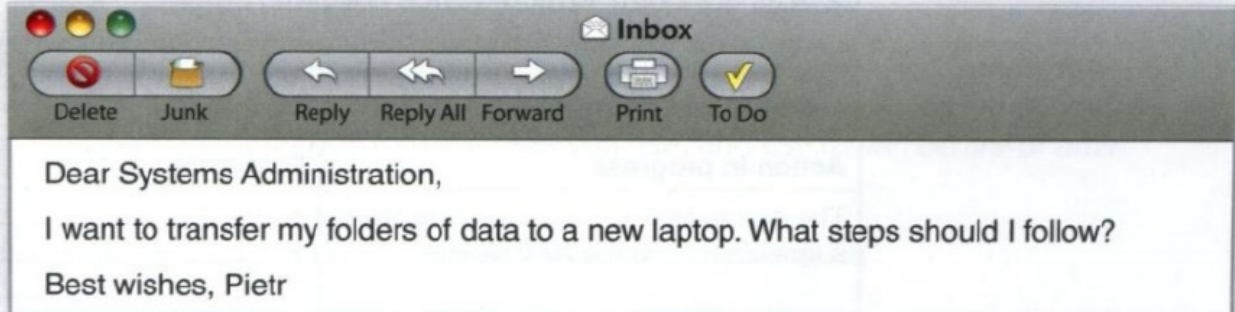 Inbox
Delete Junk Reply Reply All Forward Print To Do
Dear Systems Administration,
I want to transfer my folders of data to a new laptop. What steps should I follow?
Best wishes, Pietr